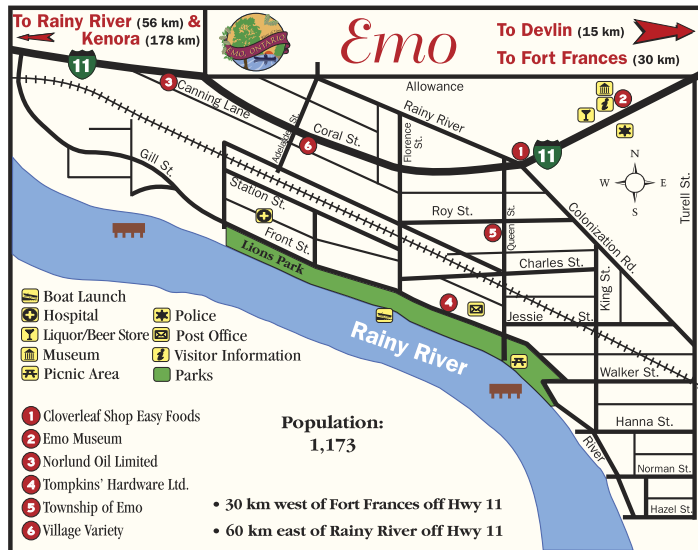 To Rainy River (56 km) &
Kenora (178 km)
EMO, ONTARIO
Emo
To Devlin (15 km)
To Fort Frances (30 km)
11
3
Canning Lane
Adelaide St.
Coral St.
6
Allowance
Rainy River
Florence St.
1
11
2
N
W
E
S
Turell St.
Gill St.
Station St.
Front St.
Lions Park
Roy St.
Queen St.
5
Colonization Rd.
Charles St.
King St.
4
Jessie St.
Rainy River
Walker St.
Hanna St.
River
Norman St.
Hazel St.
Boat Launch
Hospital
Liquor/Beer Store
Museum
Picnic Area
Police
Post Office
Visitor Information
Parks
1 Cloverleaf Shop Easy Foods
2 Emo Museum
3 Norlund Oil Limited
4 Tompkins' Hardware Ltd.
5 Township of Emo
6 Village Variety
Population:
1,173
• 30 km west of Fort Frances off Hwy 11
• 60 km east of Rainy River off Hwy 11